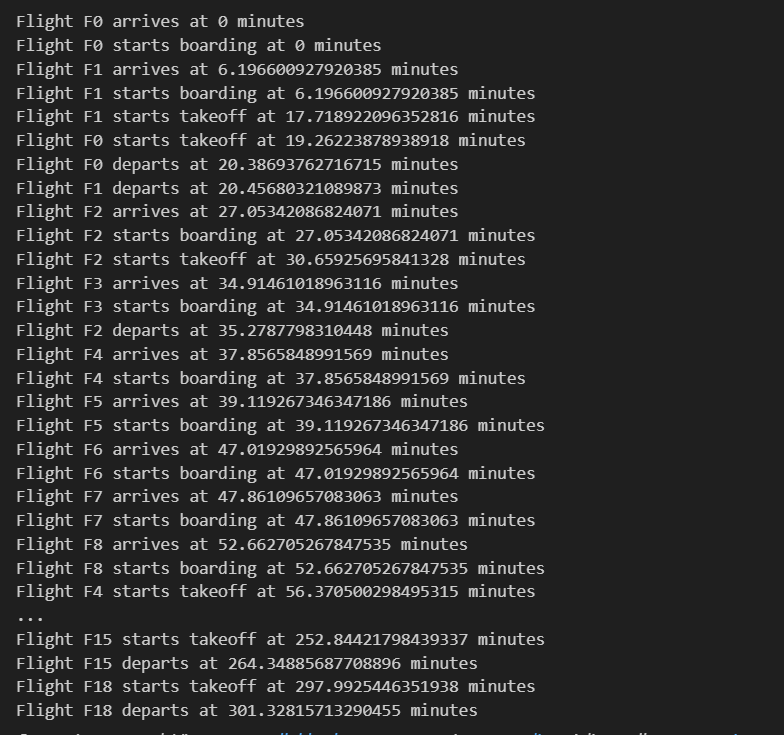 Flight F0 arrives at 0 minutes
Flight F0 starts boarding at 0 minutes
Flight F1 arrives at 6.196600927920385 minutes
Flight F1 starts boarding at 6.196600927920385 minutes
Flight F1 starts takeoff at 17.718922096352816 minutes
Flight F0 starts takeoff at 19.26223878938918 minutes
Flight F0 departs at 20.38693762716715 minutes
Flight F1 departs at 20.45680321089873 minutes
Flight F2 arrives at 27.05342086824071 minutes
Flight F2 starts boarding at 27.05342086824071 minutes
Flight F2 starts takeoff at 30.65925695841328 minutes
Flight F3 arrives at 34.91461018963116 minutes
Flight F3 starts boarding at 34.91461018963116 minutes
Flight F2 departs at 35.2787798310448 minutes
Flight F4 arrives at 37.8565848991569 minutes
Flight F4 starts boarding at 37.8565848991569 minutes
Flight F5 arrives at 39.119267346347186 minutes
Flight F5 starts boarding at 39.119267346347186 minutes
Flight F6 arrives at 47.01929892565964 minutes
Flight F6 starts boarding at 47.01929892565964 minutes
Flight F7 arrives at 47.86109657083063 minutes
Flight F7 starts boarding at 47.86109657083063 minutes
Flight F8 arrives at 52.662705267847535 minutes
Flight F8 starts boarding at 52.662705267847535 minutes
Flight F4 starts takeoff at 56.370500298495315 minutes
...
Flight F15 starts takeoff at 252.84421798439337 minutes
Flight F15 departs at 264.34885687708896 minutes
Flight F18 starts takeoff at 297.9925446351938 minutes
Flight F18 departs at 301.32815713290455 minutes